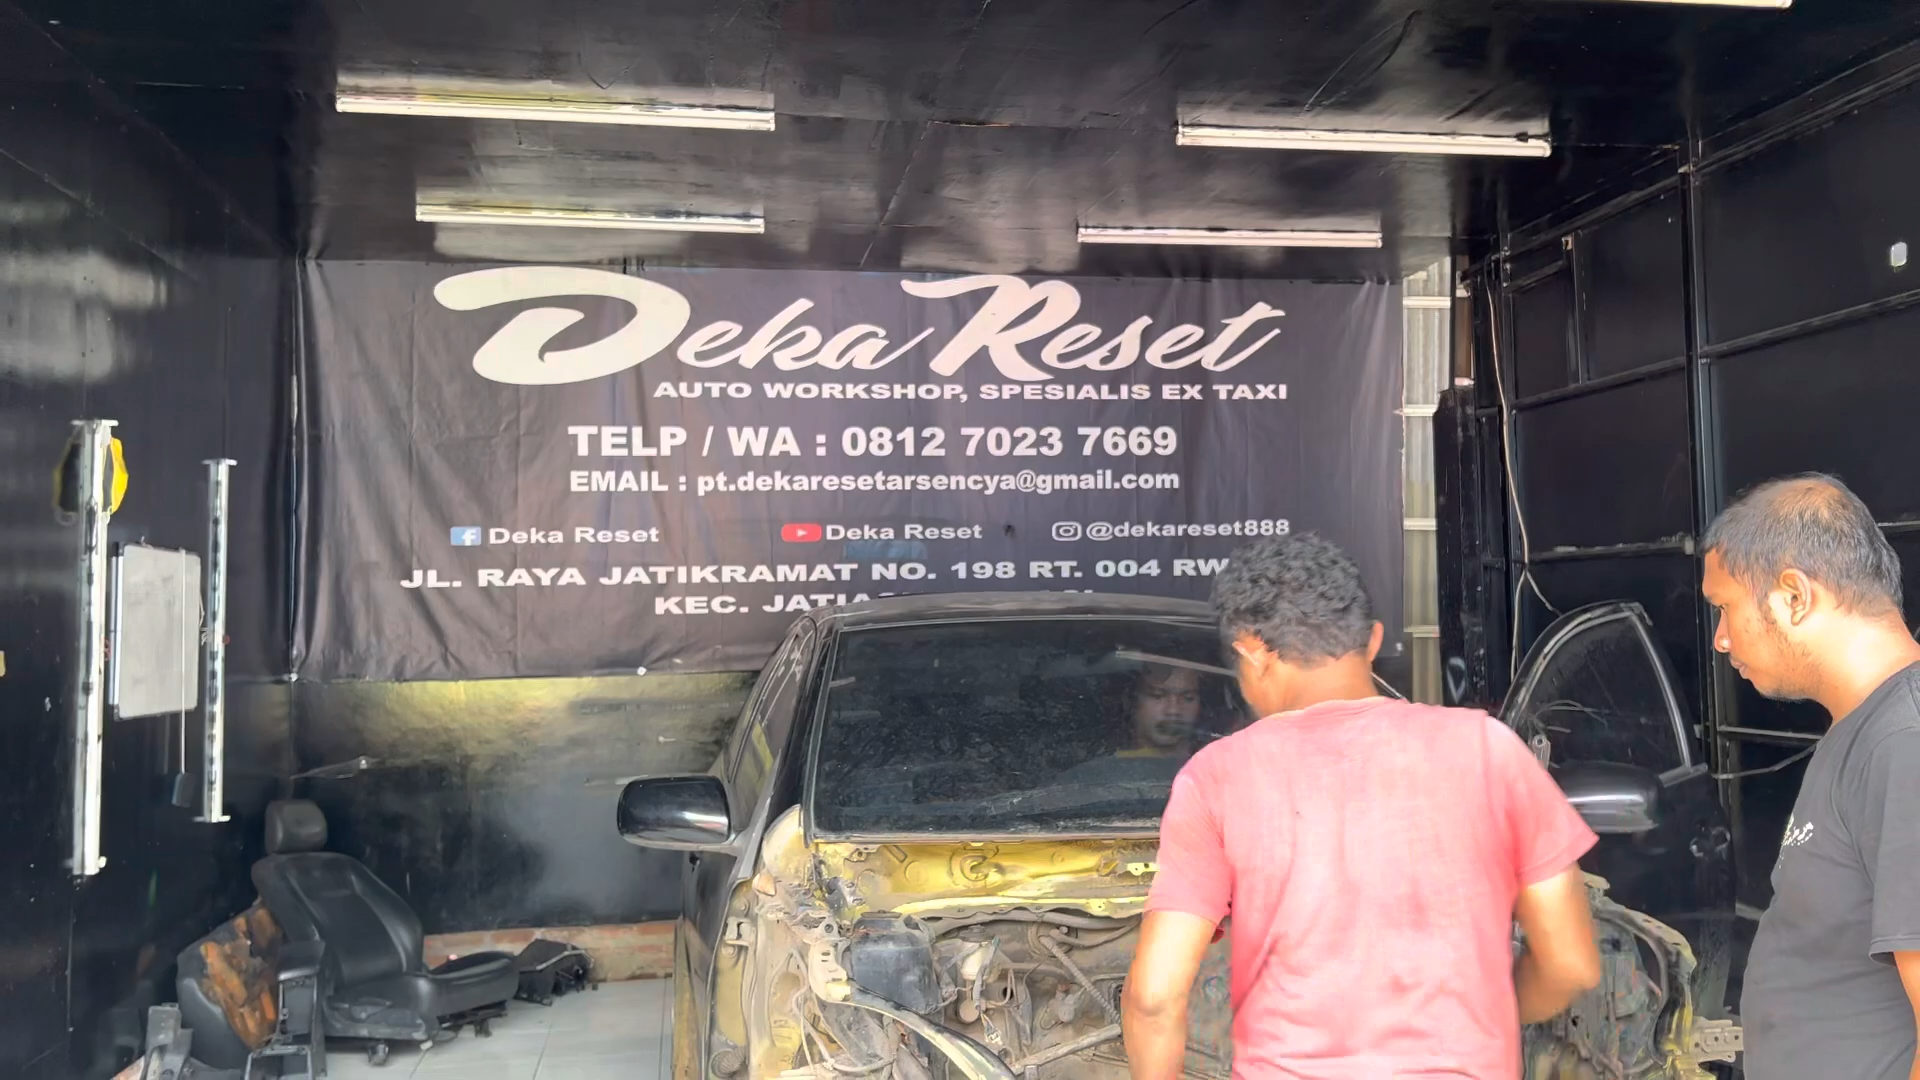 Deka Reset
AUTO WORKSHOP, SPESIALIS EX TAXI
TELP / WA : 0812 7023 7669
EMAIL : pt.dekaresetarsencya@gmail.com
Deka Reset Deka Reset @dekareset888
JL. RAYA JATIKRAMAT NO. 198 RT. 004 RW
KEC.